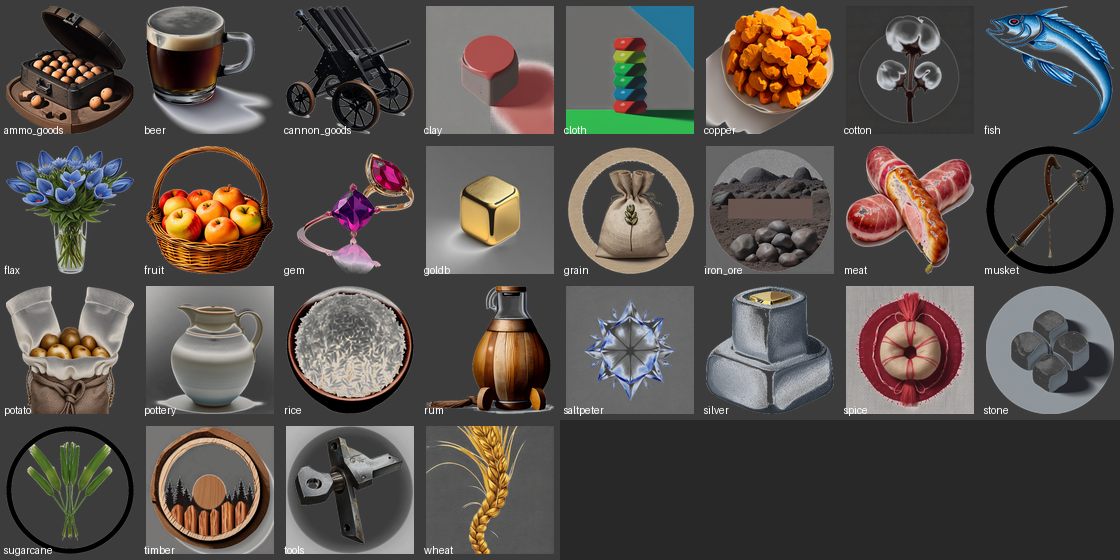 ammo_goods
beer
cannon_goods
clay
cloth
copper
cotton
fish
flax
fruit
gem
goldb
grain
iron_ore
meat
musket
potato
pottery
rice
rum
saltpeter
silver
spice
stone
sugarcane
timber
tools
wheat